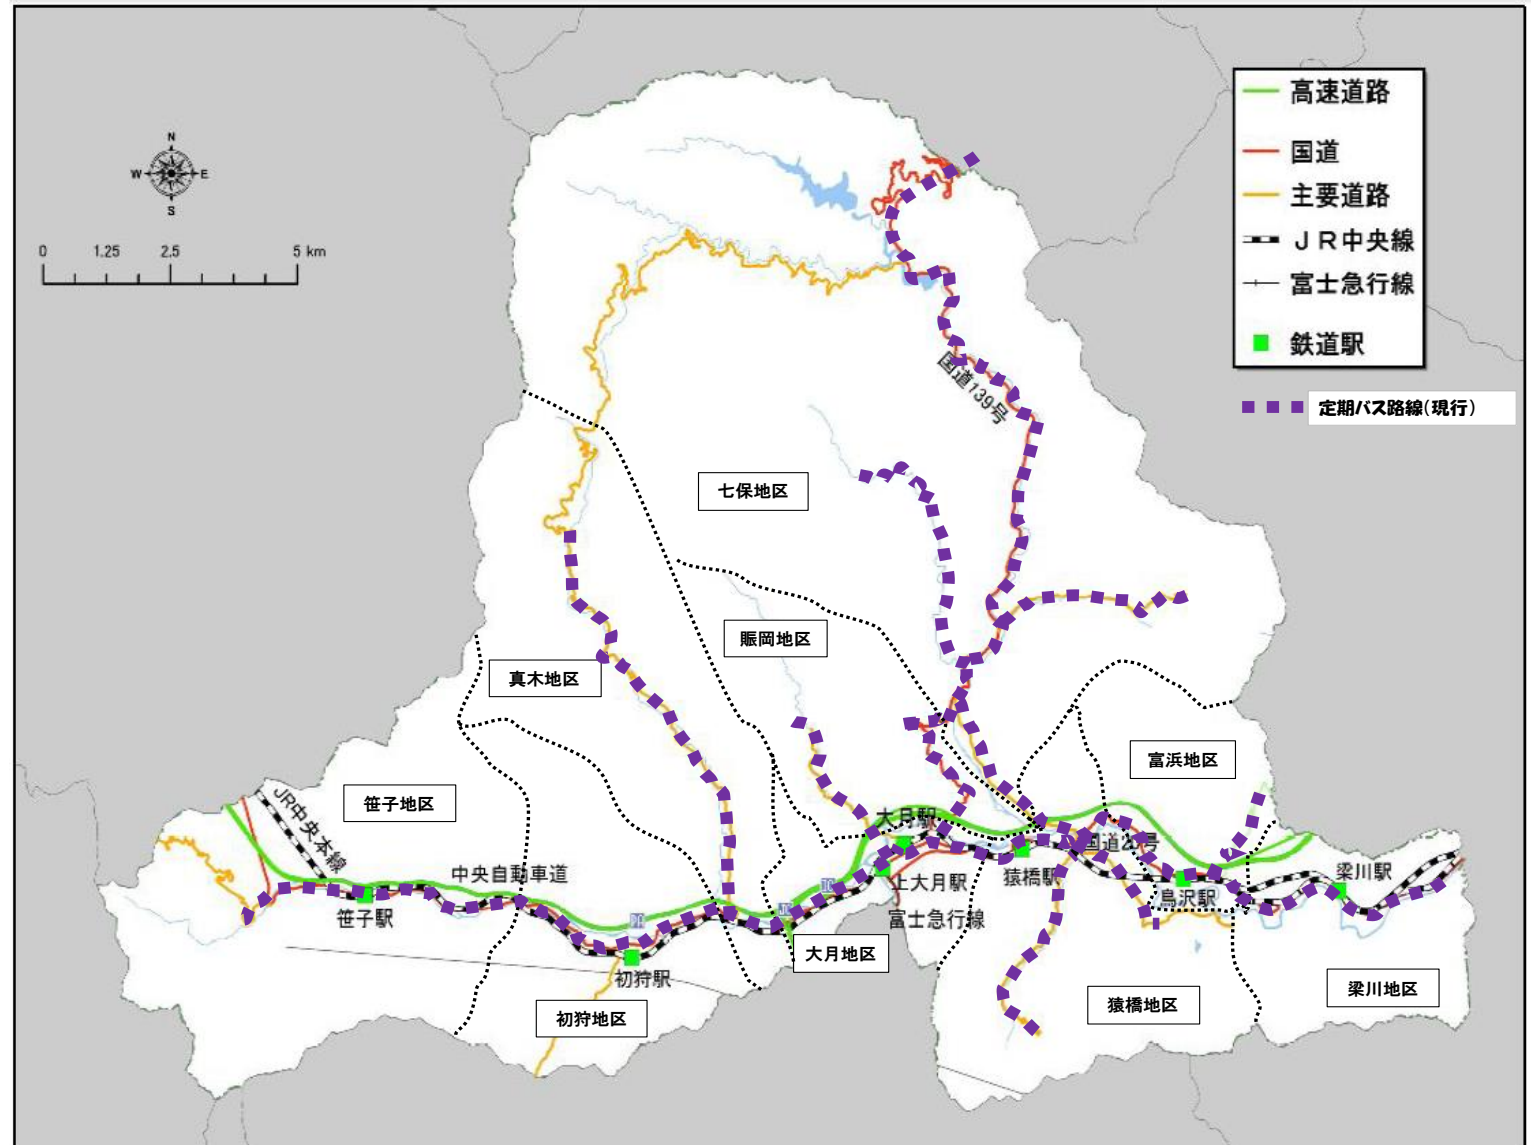 高速道路
国道
主要道路
JR中央線
富士急行線
鉄道駅
定期バス路線(現行)
N
W
E
S
0 1.25 2.5 5 km
国道139号
七保地区
賑岡地区
真木地区
富浜地区
笹子地区
JR中央本線
中央自動車道
大月駅
国道20号
笹子駅
上大月駅
猿橋駅
鳥沢駅
梁川駅
富士急行線
初狩駅
大月地区
初狩地区
猿橋地区
梁川地区